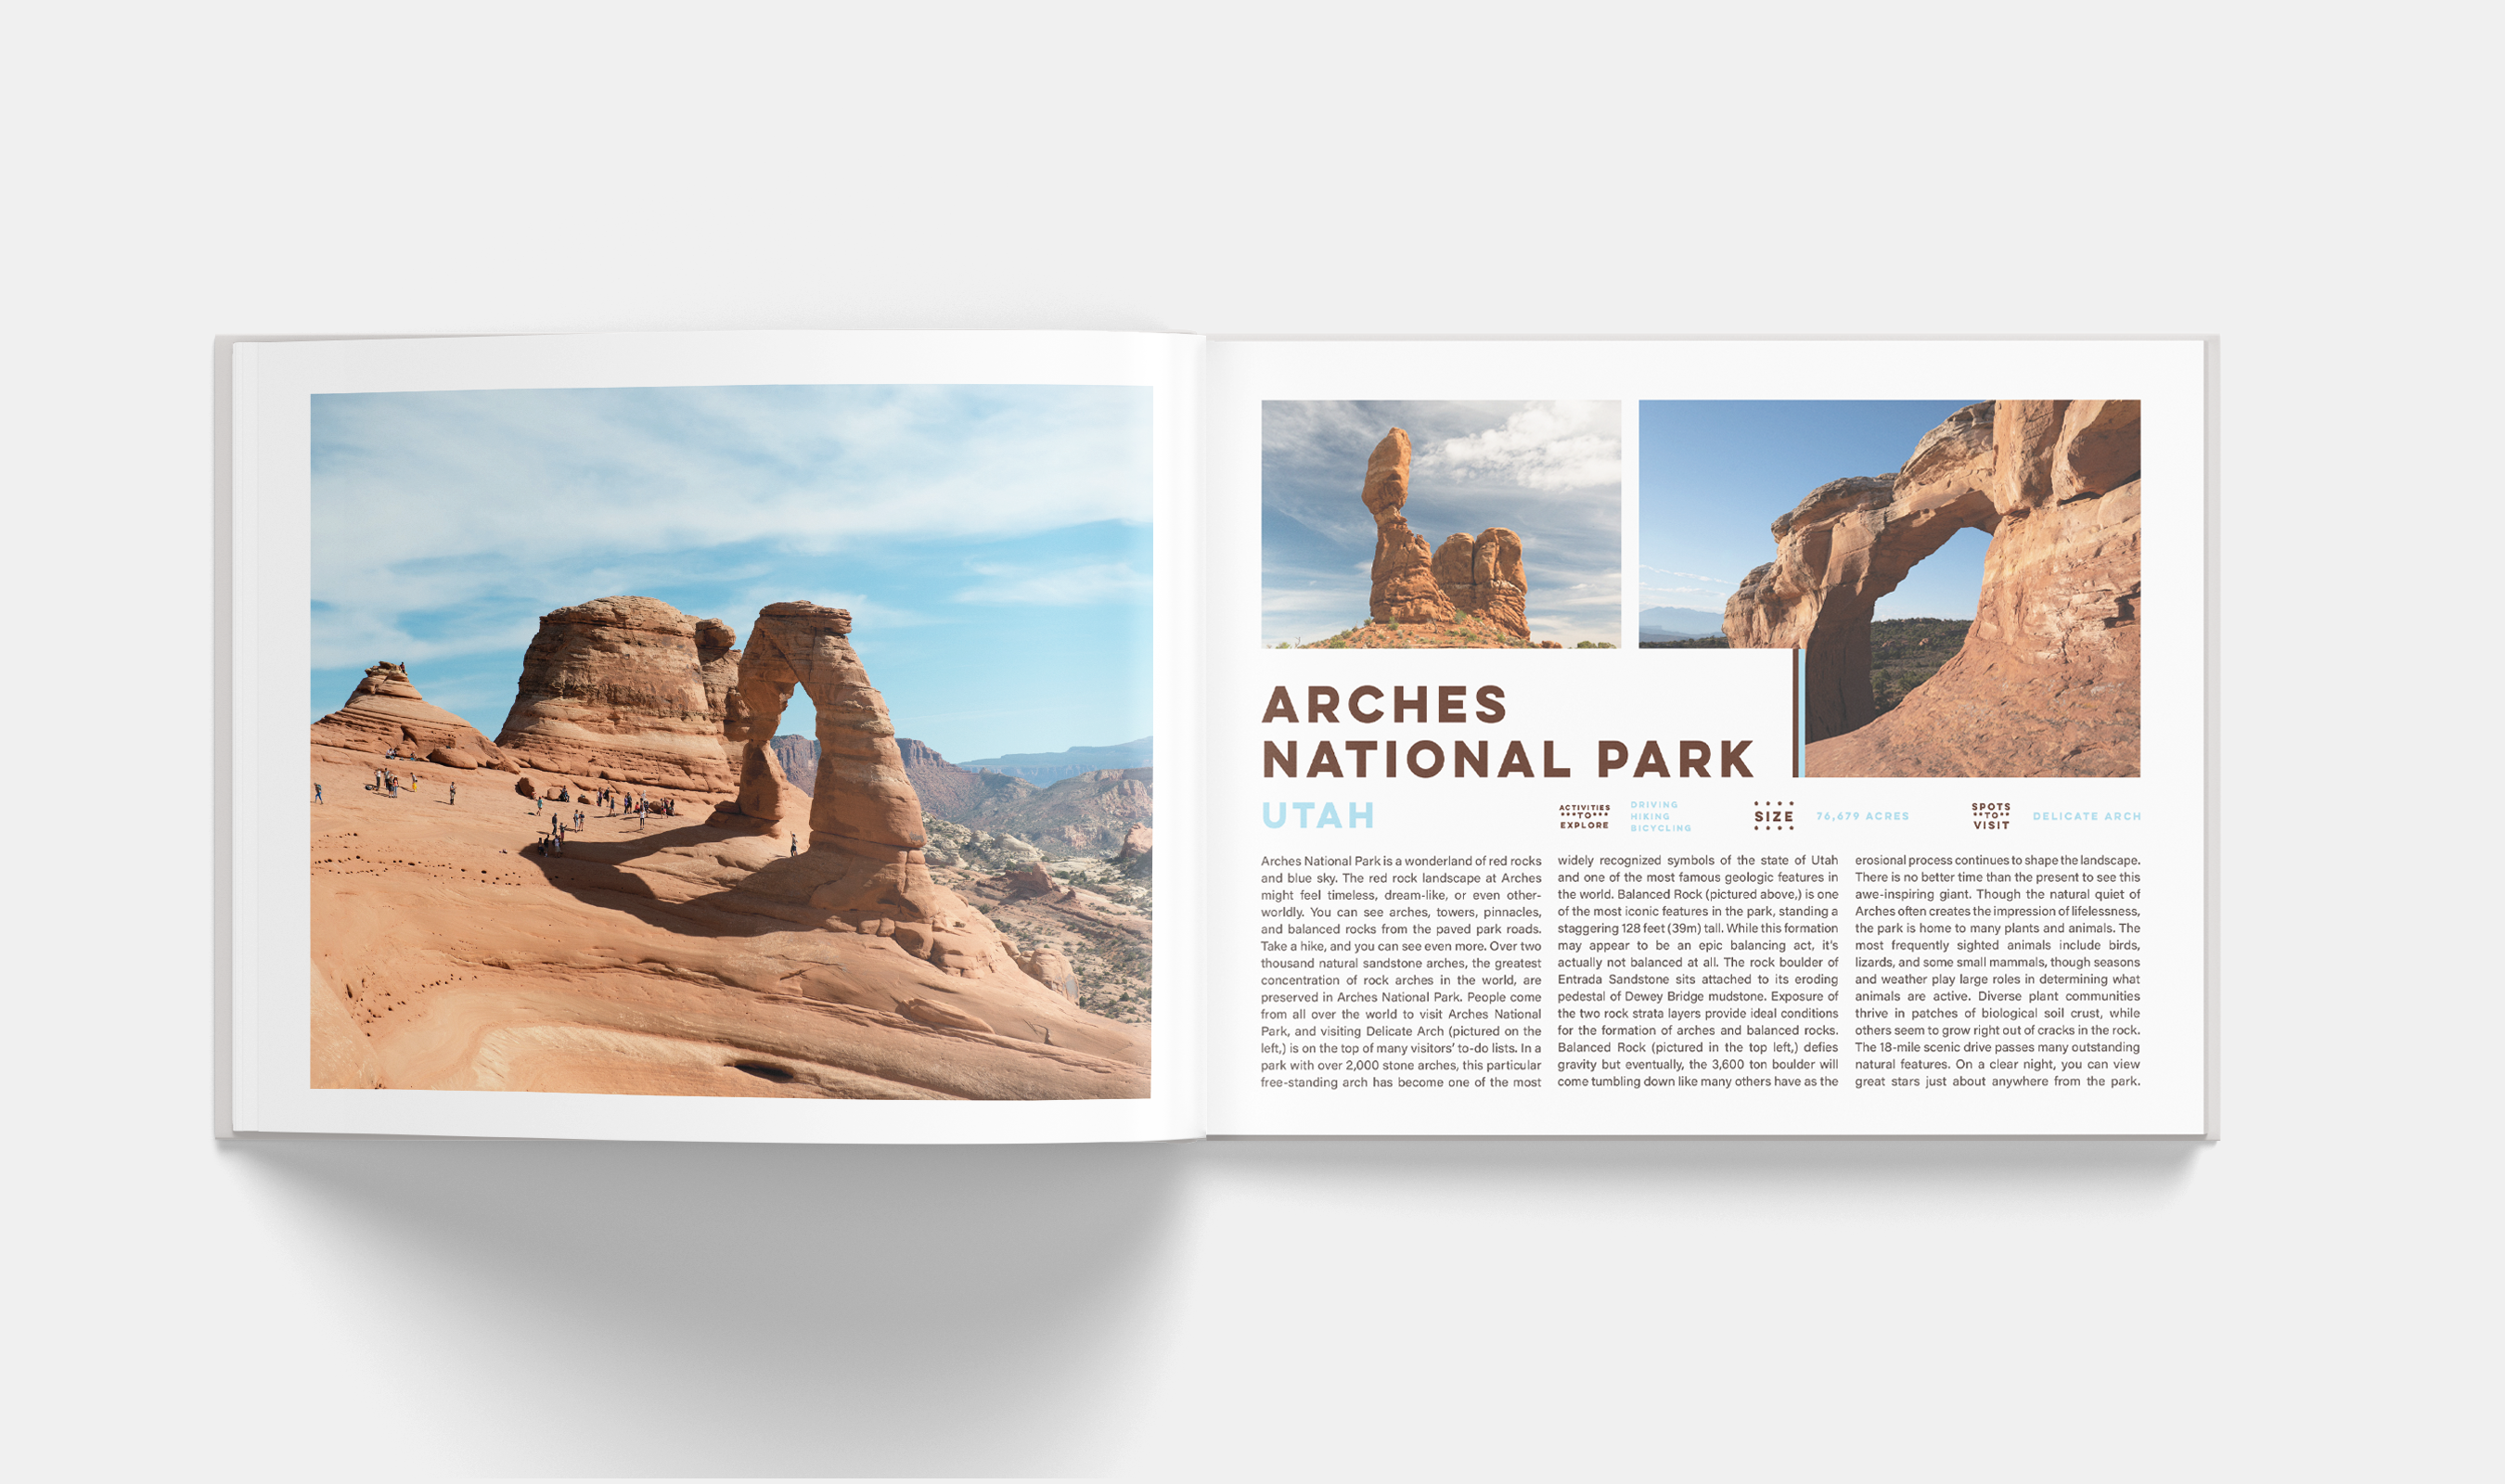 ARCHES
NATIONAL PARK
UTAH
ACTIVITIES
TO
EXPLORE
DRIVING
HIKING
BICYCLING
SIZE
76,679 ACRES
SPOTS
TO
VISIT
DELICATE ARCH
Arches National Park is a wonderland of red rocks
and blue sky. The red rock landscape at Arches
might feel timeless, dream-like, or even other-
worldly. You can see arches, towers, pinnacles,
and balanced rocks from the paved park roads.
Take a hike, and you can see even more. Over two
thousand natural sandstone arches, the greatest
concentration of rock arches in the world, are
preserved in Arches National Park. People come
from all over the world to visit Arches National
Park, and visiting Delicate Arch (pictured on the
left,) is on the top of many visitors' to-do lists. In a
park with over 2,000 stone arches, this particular
free-standing arch has become one of the most
widely recognized symbols of the state of Utah
and one of the most famous geologic features in
the world. Balanced Rock (pictured above,) is one
of the most iconic features in the park, standing a
staggering 128 feet (39m) tall. While this formation
may appear to be an epic balancing act, it's
actually not balanced at all. The rock boulder of
Entrada Sandstone sits attached to its eroding
pedestal of Dewey Bridge mudstone. Exposure of
the two rock strata layers provide ideal conditions
for the formation of arches and balanced rocks.
Balanced Rock (pictured in the top left,) defies
gravity but eventually, the 3,600 ton boulder will
come tumbling down like many others have as the
erosional process continues to shape the landscape.
There is no better time than the present to see this
awe-inspiring giant. Though the natural quiet of
Arches often creates the impression of lifelessness,
the park is home to many plants and animals. The
most frequently sighted animals include birds,
lizards, and some small mammals, though seasons
and weather play large roles in determining what
animals are active. Diverse plant communities
thrive in patches of biological soil crust, while
others seem to grow right out of cracks in the rock.
The 18-mile scenic drive passes many outstanding
natural features. On a clear night, you can view
great stars just about anywhere from the park.